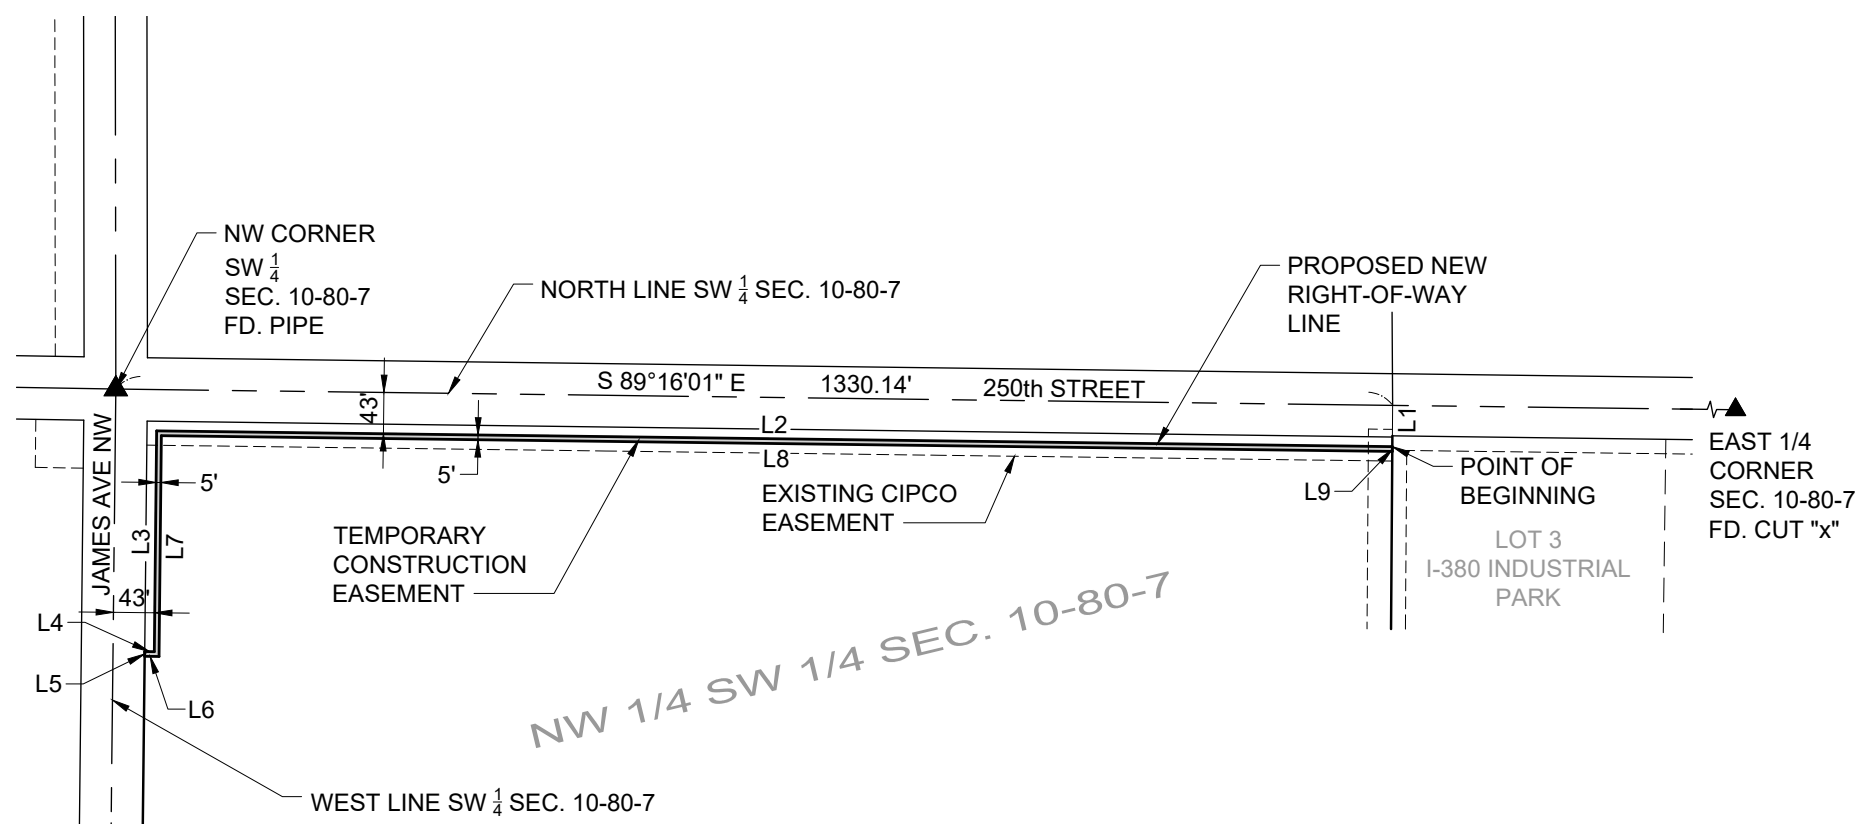 NW CORNER
SW 1/4
SEC. 10-80-7
FD. PIPE
NORTH LINE SW 1/4 SEC. 10-80-7
PROPOSED NEW
RIGHT-OF-WAY
LINE
S 89°16'01" E 1330.14' 250th STREET
43'
L1
L2
EAST 1/4
CORNER
SEC. 10-80-7
FD. CUT "x"
JAMES AVE NW
5'
5'
L8
L9
POINT OF
BEGINNING
EXISTING CIPCO
EASEMENT
L3
L7
TEMPORARY
CONSTRUCTION
EASEMENT
LOT 3
I-380 INDUSTRIAL
PARK
43'
L4
L5
L6
NW 1/4 SW 1/4 SEC. 10-80-7
WEST LINE SW 1/4 SEC. 10-80-7